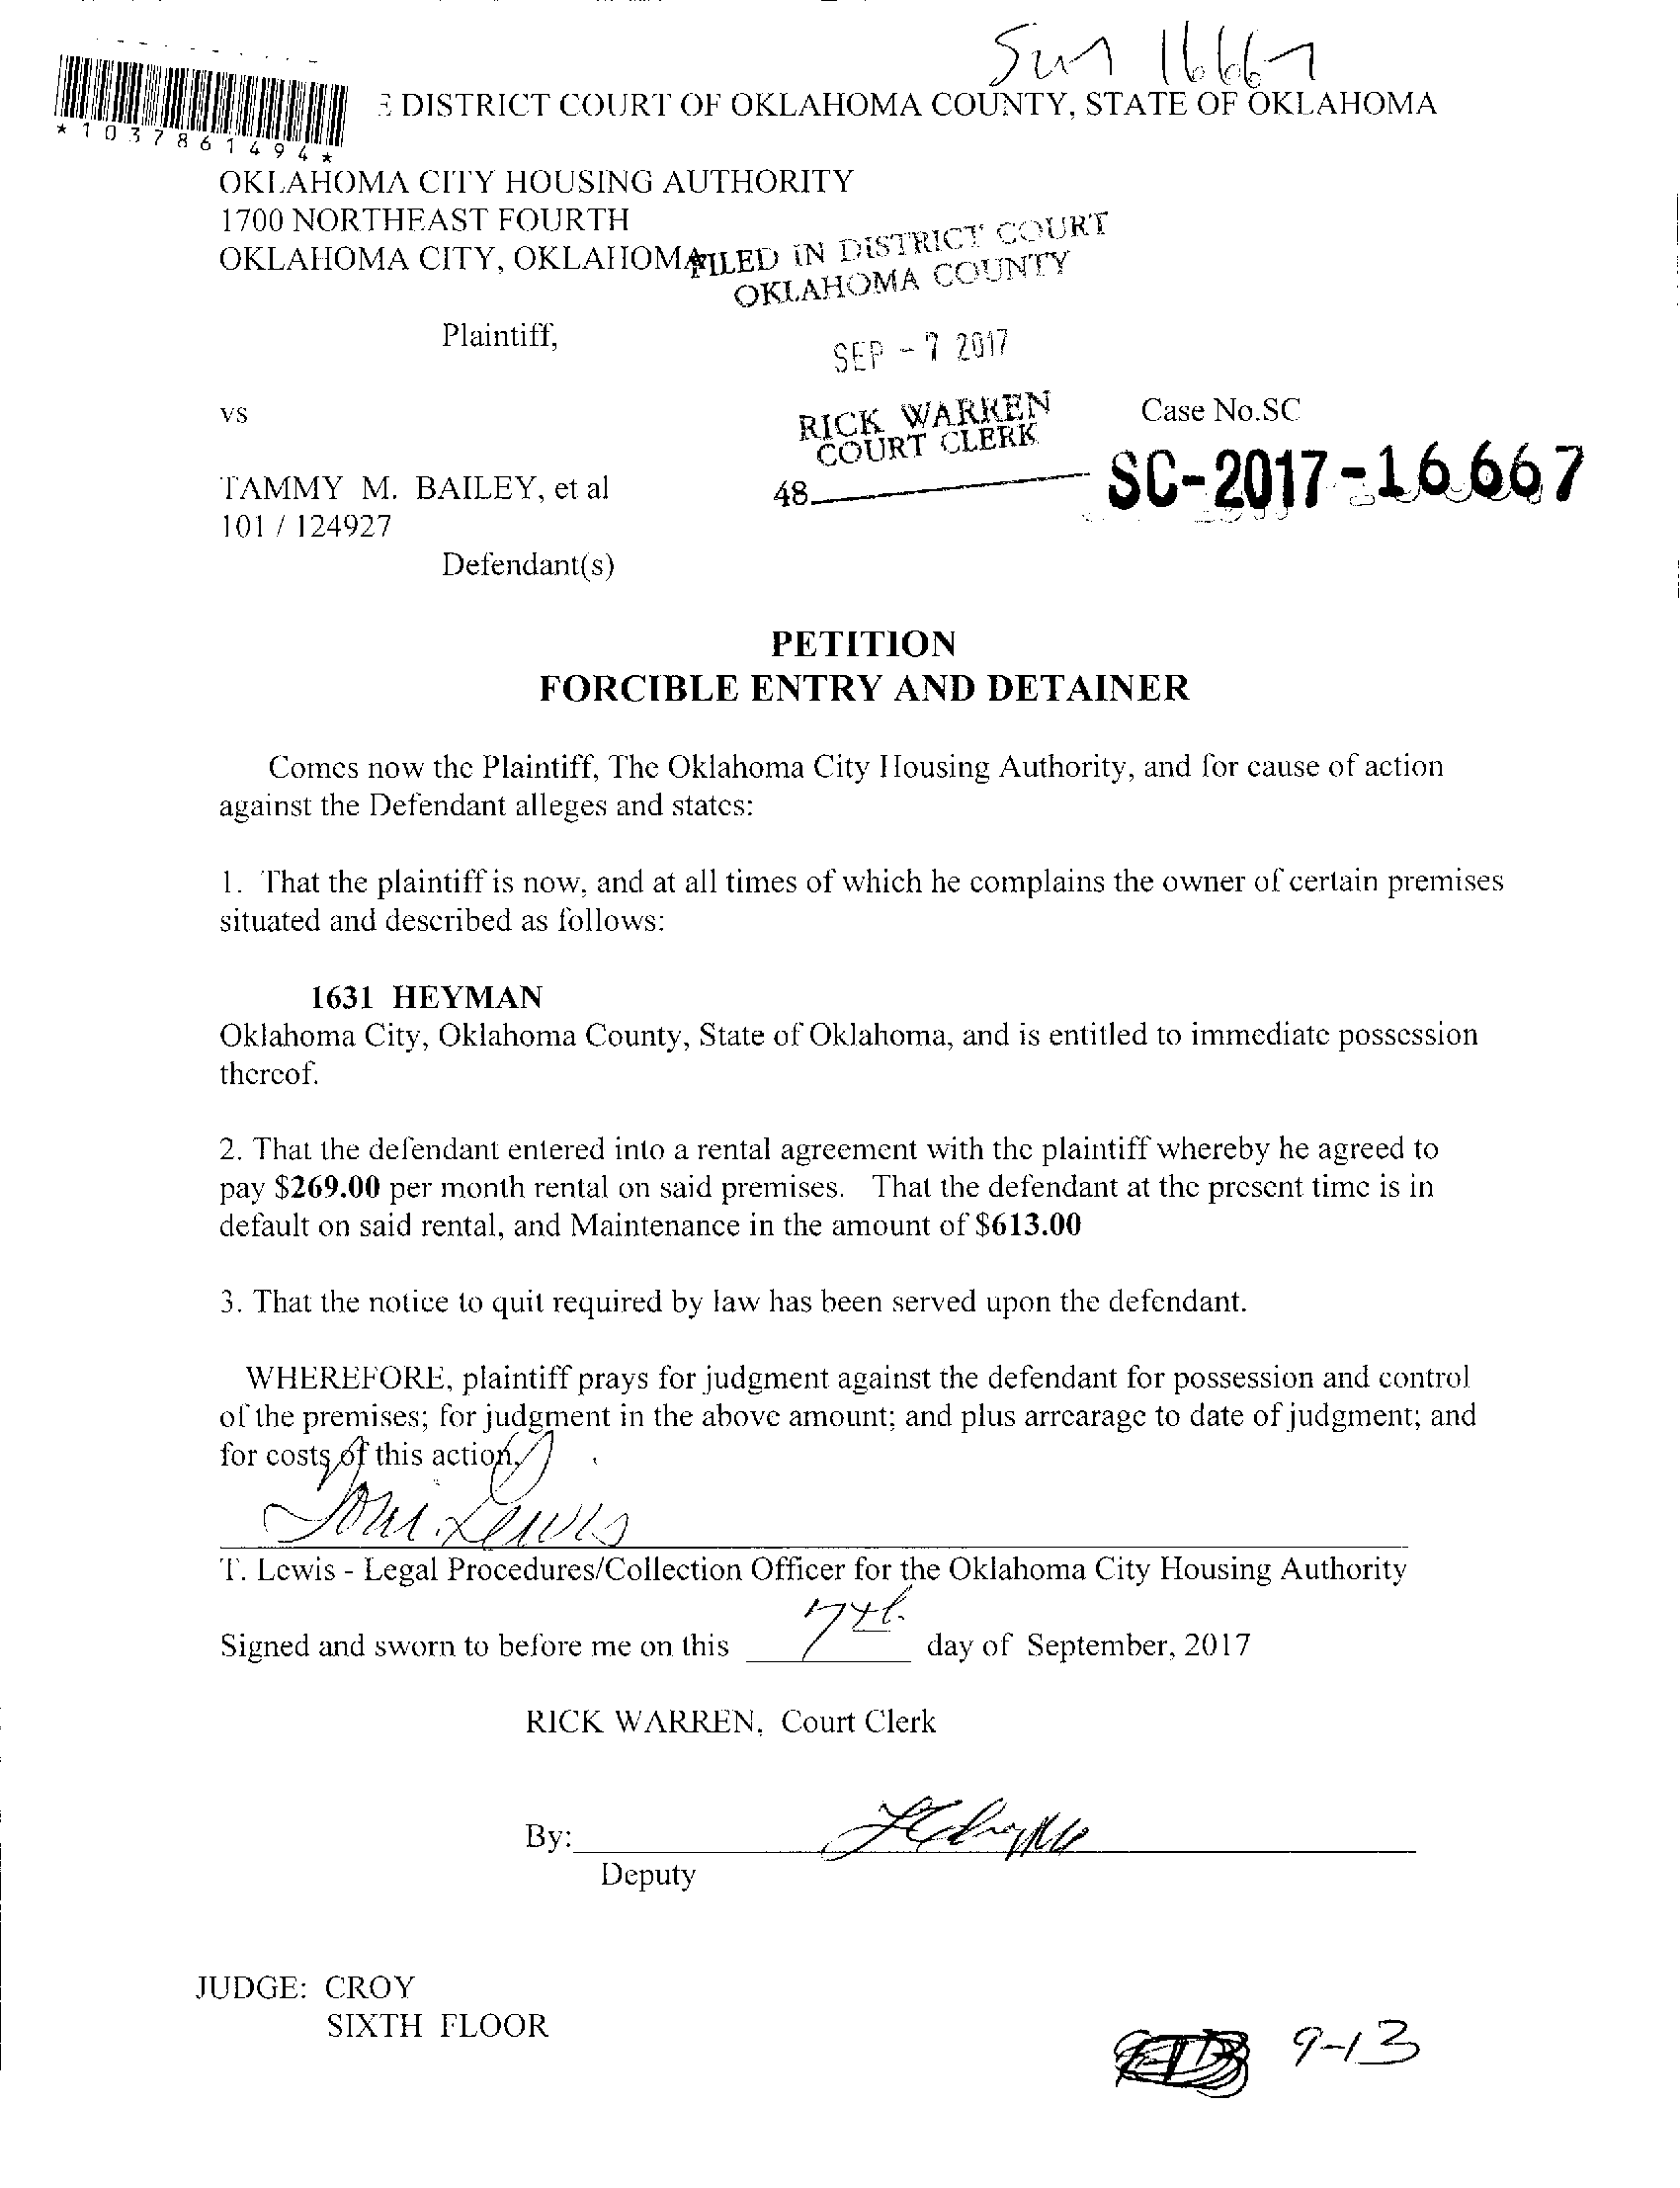 Sm 16667
E DISTRICT COURT OF OKLAHOMA COUNTY, STATE OF OKLAHOMA
*1037861494*
OKLAHOMA CITY HOUSING AUTHORITY
1700 NORTHEAST FOURTH
OKLAHOMA CITY, OKLAHOMA
FILED IN DISTRICT COURT
OKLAHOMA COUNTY
Plaintiff,
SEP - 7 2017
vs
RICK WARREN
COURT CLERK
Case No.SC
48
SC-2017-16667
TAMMY M. BAILEY, et al
101 / 124927
Defendant(s)
PETITION
FORCIBLE ENTRY AND DETAINER
Comes now the Plaintiff, The Oklahoma City Housing Authority, and for cause of action
against the Defendant alleges and states:
1. That the plaintiff is now, and at all times of which he complains the owner of certain premises
situated and described as follows:
1631 HEYMAN
Oklahoma City, Oklahoma County, State of Oklahoma, and is entitled to immediate possession
thereof.
2. That the defendant entered into a rental agreement with the plaintiff whereby he agreed to
pay $269.00 per month rental on said premises. That the defendant at the present time is in
default on said rental, and Maintenance in the amount of $613.00
3. That the notice to quit required by law has been served upon the defendant.
WHEREFORE, plaintiff prays for judgment against the defendant for possession and control
of the premises; for judgment in the above amount; and plus arrearage to date of judgment; and
for costs of this action.
Toni Lewis
T. Lewis - Legal Procedures/Collection Officer for the Oklahoma City Housing Authority
Signed and sworn to before me on this 7th day of September, 2017
RICK WARREN, Court Clerk
By:
Deputy
JUDGE: CROY
SIXTH FLOOR
9-13